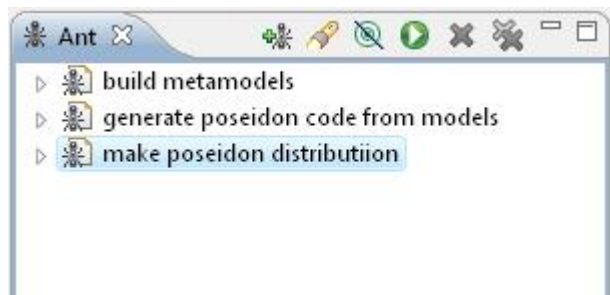 Ant
build metamodels
generate poseidon code from models
make poseidon distributiion